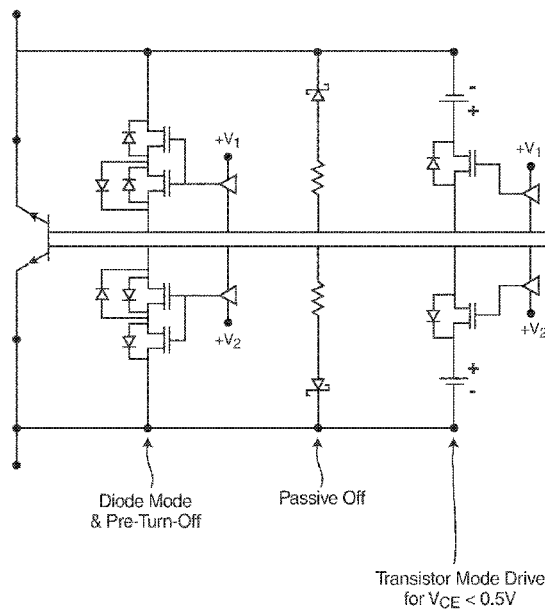 -
+
+V1
+V1
+V2
+V2
+
-
Diode Mode
& Pre-Turn-Off
Passive Off
Transistor Mode Drive
for VCE < 0.5V